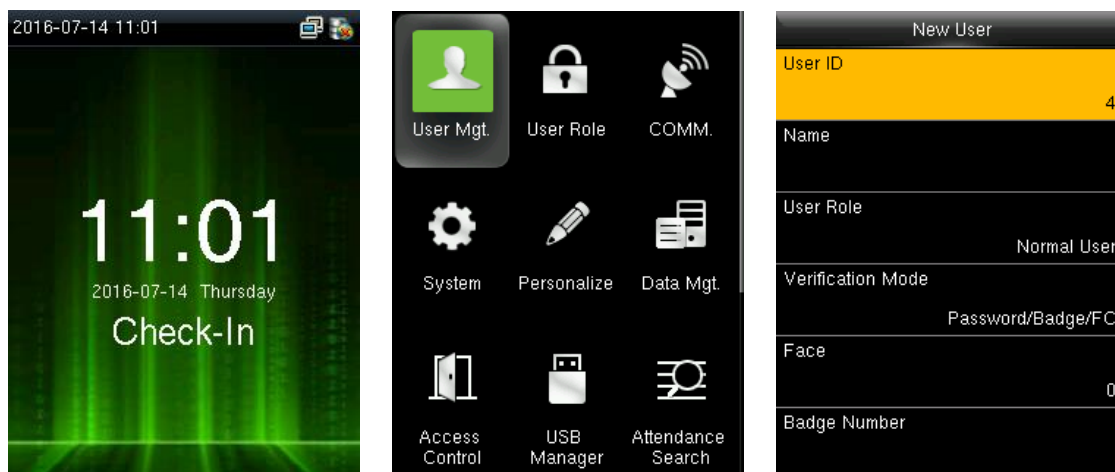 2016-07-14 11:01
11:01
2016-07-14 Thursday
Check-In
User Mgt.
User Role
COMM.
System
Personalize
Data Mgt.
Access
Control
USB
Manager
Attendance
Search
New User
User ID
4
Name
User Role
Normal User
Verification Mode
Password/Badge/FC
Face
0
Badge Number